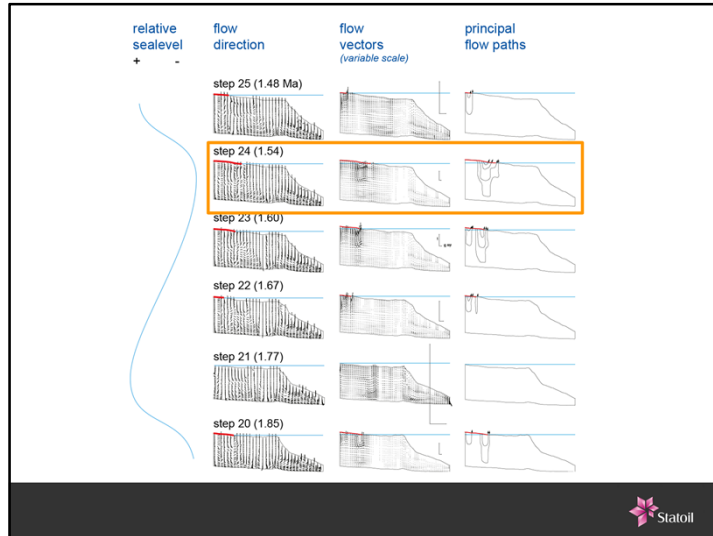 relative
sealevel
+ -
flow
direction
flow
vectors
(variable scale)
principal
flow paths
step 25 (1.48 Ma)
step 24 (1.54)
step 23 (1.60)
step 22 (1.67)
step 21 (1.77)
step 20 (1.85)
Statoil